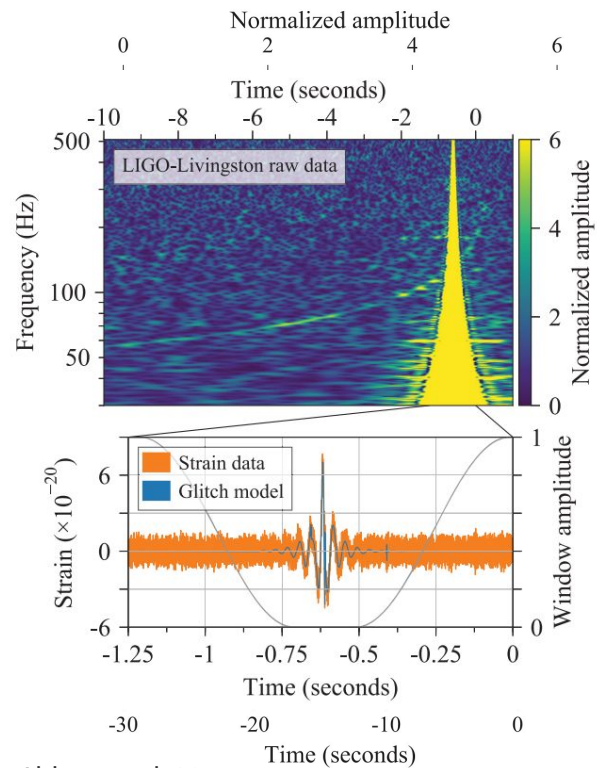 Normalized amplitude
0 2 4 6
Time (seconds)
-10 -8 -6 -4 -2 0
500
LIGO-Livingston raw data
6
4
100
2
50
0
Frequency (Hz)
Normalized amplitude
Strain data
Glitch model
1
6
0
-6
0
Strain (×10⁻²⁰)
Window amplitude
-1.25 -1 -0.75 -0.5 -0.25 0
Time (seconds)
-30 -20 -10 0
Time (seconds)